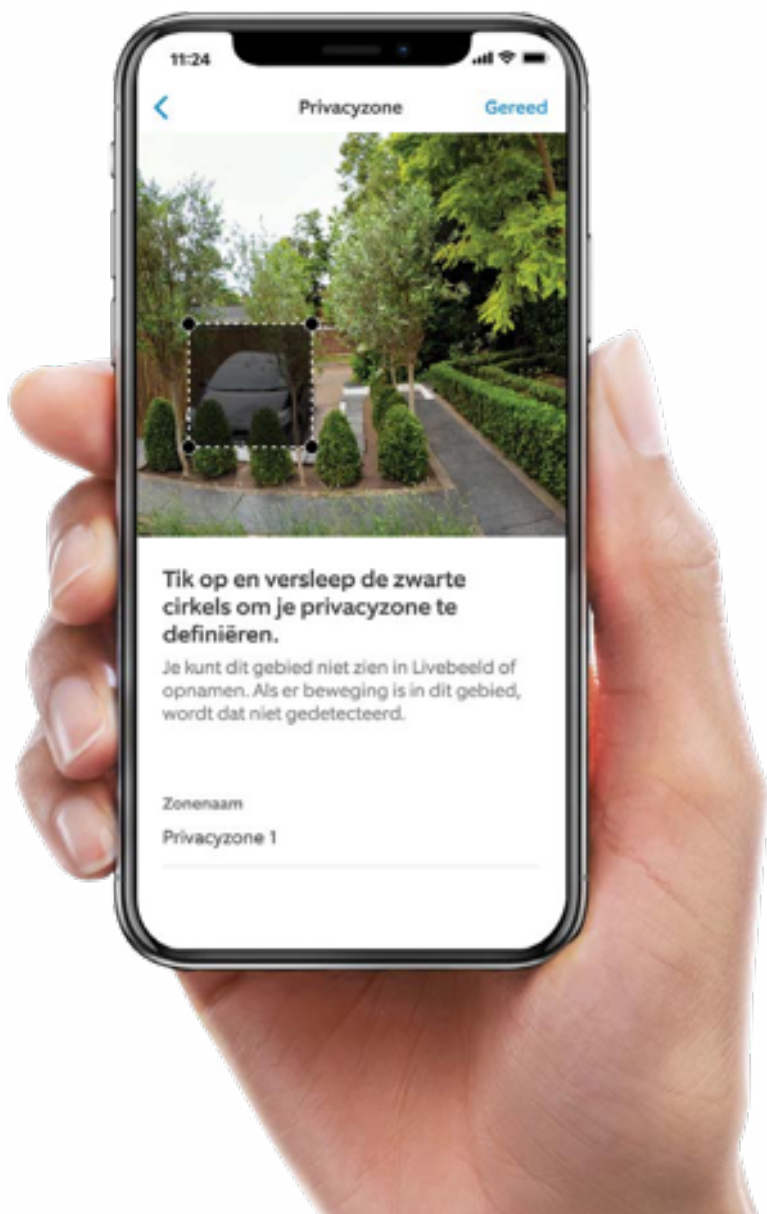 11:24
Privacyzone
Gereed
Tik op en versleep de zwarte
cirkels om je privacyzone te
definiëren.
Je kunt dit gebied niet zien in Livebeeld of
opnamen. Als er beweging is in dit gebied,
wordt dat niet gedetecteerd.
Zonenaam
Privacyzone 1